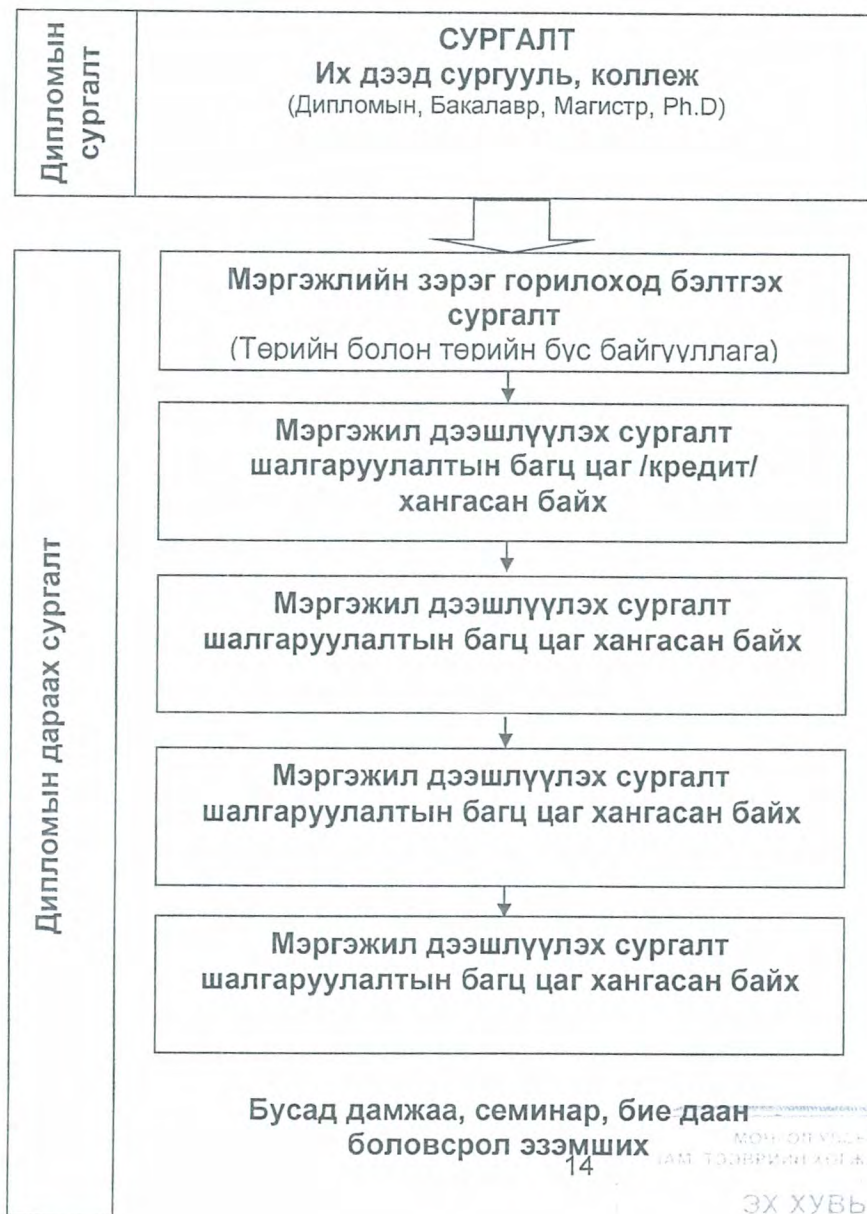 Дипломын
сургалт
СУРГАЛТ
Их дээд сургууль, коллеж
(Дипломын, Бакалавр, Магистр, Ph.D)
Дипломын дараах сургалт
Мэргэжлийн зэрэг горилоход бэлтгэх
сургалт
(Төрийн болон төрийн бус байгууллага)
Мэргэжил дээшлүүлэх сургалт
шалгаруулалтын багц цаг /кредит/
хангасан байх
Мэргэжил дээшлүүлэх сургалт
шалгаруулалтын багц цаг хангасан байх
Мэргэжил дээшлүүлэх сургалт
шалгаруулалтын багц цаг хангасан байх
Мэргэжил дээшлүүлэх сургалт
шалгаруулалтын багц цаг хангасан байх
Бусад дамжаа, семинар, бие даан
боловсрол эзэмших
14
ЭХ ХУВЬ